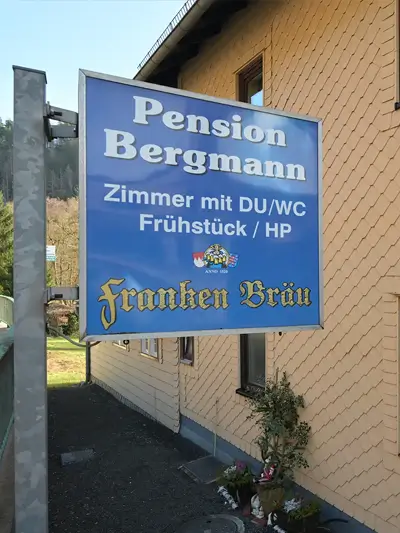 Pension
Bergmann
Zimmer mit DU/WC
Frühstück / HP
Franken Bräu